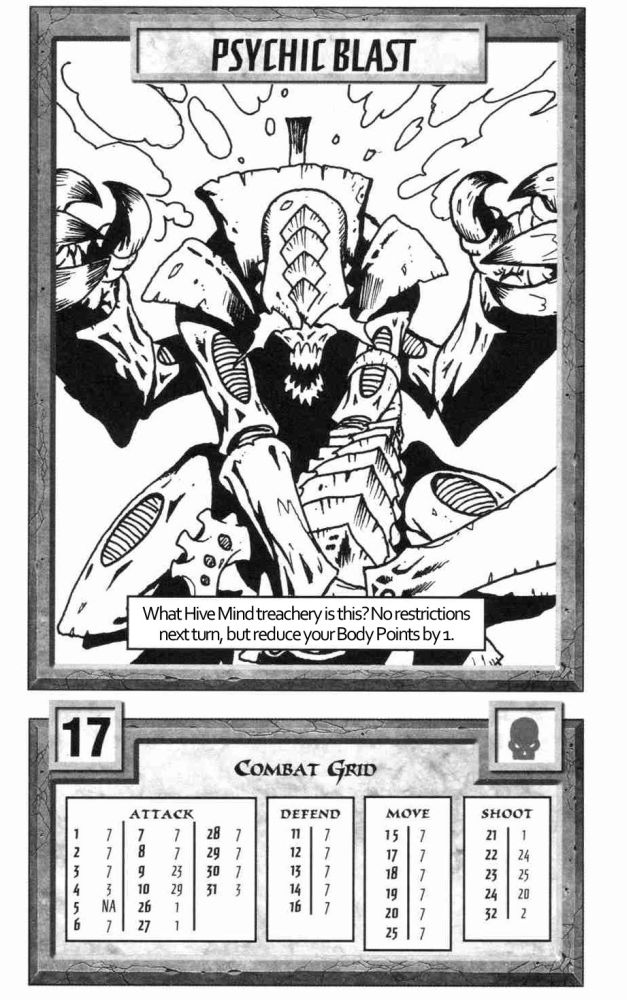 PSYCHIC BLAST
What Hive Mind treachery is this? No restrictions
next turn, but reduce your Body Points by 1.
17
COMBAT GRID
ATTACK
1 7 7 7 28 7
2 7 8 7 29 7
3 7 9 23 30 7
4 3 10 29 31 3
5 NA 26 1
6 7 27 1
DEFEND
11 7
12 7
13 7
14 7
16 7
MOVE
15 7
17 7
18 7
19 7
20 7
25 7
SHOOT
21 1
22 24
23 25
24 20
32 2